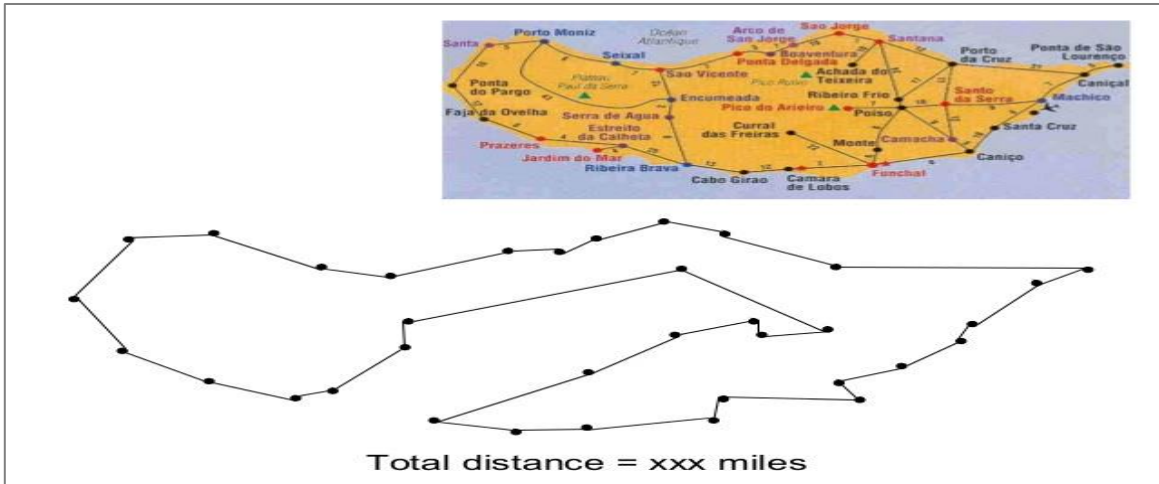 Porto Moniz
Santa
Océan
Atlantique
Arco de
San Jorge
Sao Jorge
Santana
Seixal
Boaventura
Ponta Delgada
Porto
da Cruz
Ponta de São
Lourenço
Plateau
Paul da Serra
Sao Vicente
Pico Ruivo
Achada do
Teixeira
Caniçal
Ponta
do Pargo
Encumeada
Ribeiro Frio
Santo
da Serra
Machico
Faja da Ovelha
Serra de Agua
Pico do Arieiro
Poiso
Estreito
da Calheta
Curral
das Freiras
Santa Cruz
Prazeres
Monte
Camacha
Jardim do Mar
Ribeira Brava
Caniço
Cabo Girao
Camara
de Lobos
Funchal
Total distance = xxx miles